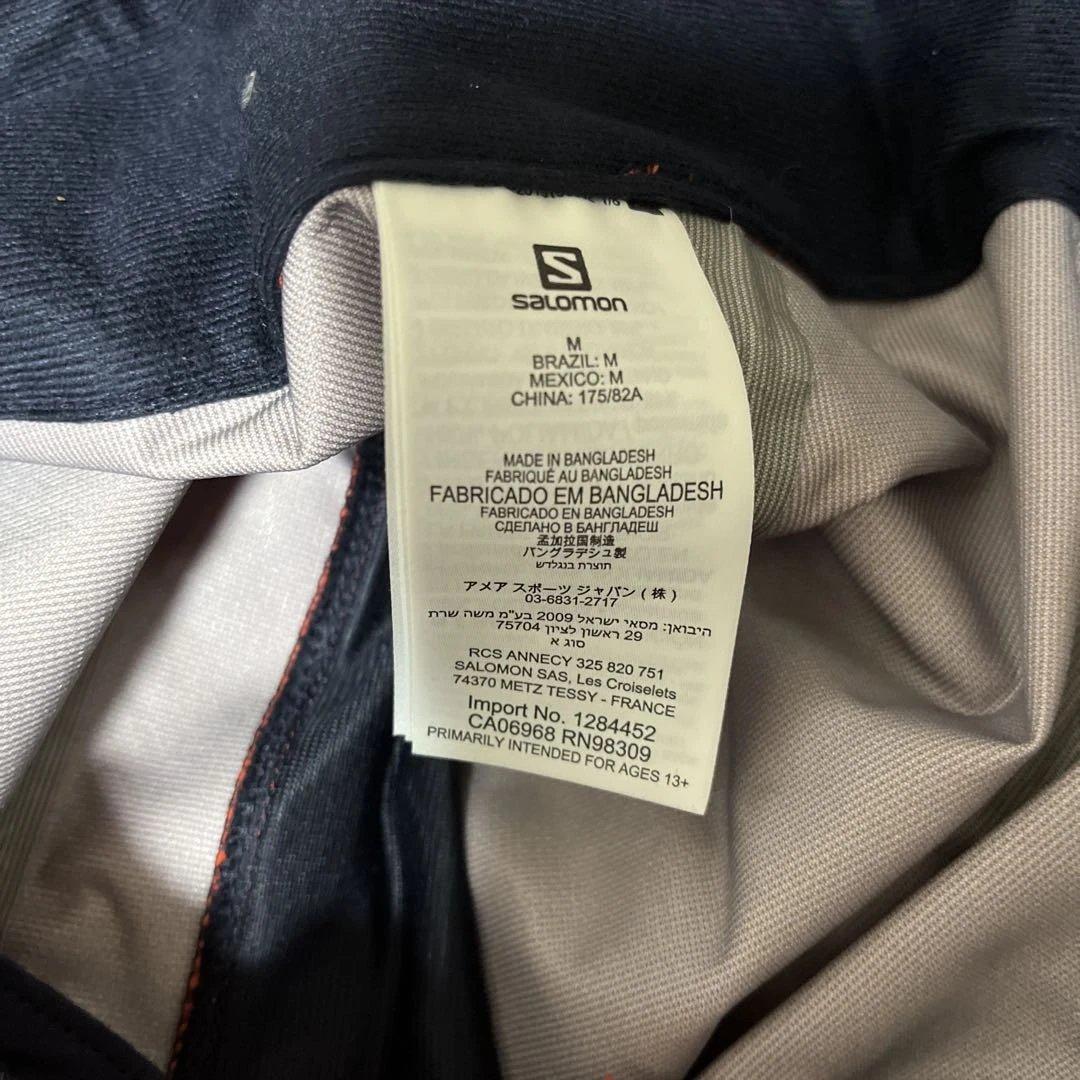 S
salomon
M
BRAZIL: M
MEXICO: M
CHINA: 175/82A
MADE IN BANGLADESH
FABRIQUÉ AU BANGLADESH
FABRICADO EM BANGLADESH
FABRICADO EN BANGLADESH
СДЕЛАНО В БАНГЛАДЕШ
孟加拉国制造
バングラデシュ製
תוצרת בנגלדש
アメア スポーツ ジャパン（株）
03-6831-2717
היבואן: מסאי ישראל 2009 בע"מ משה שרת
29 ראשון לציון 75704
סוג א
RCS ANNECY 325 820 751
SALOMON SAS, Les Croiselets
74370 METZ TESSY - FRANCE
Import No. 1284452
CA06968 RN98309
PRIMARILY INTENDED FOR AGES 13+